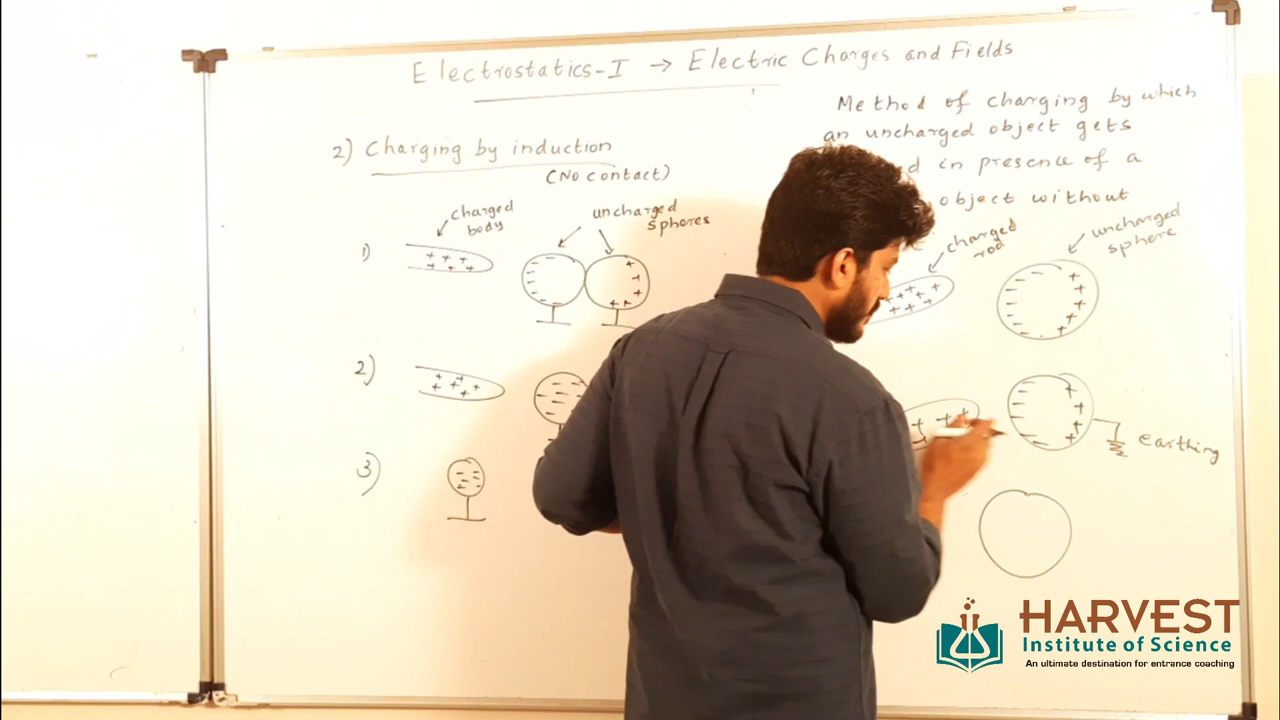 Electrostatics-I → Electric Charges and Fields
2) Charging by induction
(No contact)
Method of charging by which
an uncharged object gets
in presence of a
object without
charged
body
uncharged
spheres
1)
+ + +
+ + + +
2)
3)
charged
rod
uncharged
sphere
earthing
HARVEST
Institute of Science
An ultimate destination for entrance coaching